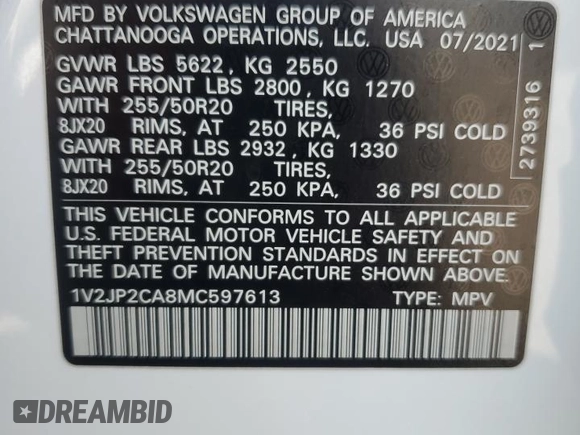 MFD BY VOLKSWAGEN GROUP OF AMERICA
CHATTANOOGA OPERATIONS, LLC, USA 07/2021
GVWR LBS 5622, KG 2550
GAWR FRONT LBS 2800, KG 1270
WITH 255/50R20 TIRES,
8JX20 RIMS, AT 250 KPA, 36 PSI COLD
GAWR REAR LBS 2932, KG 1330
WITH 255/50R20 TIRES,
8JX20 RIMS, AT 250 KPA, 36 PSI COLD
THIS VEHICLE CONFORMS TO ALL APPLICABLE
U.S. FEDERAL MOTOR VEHICLE SAFETY AND
THEFT PREVENTION STANDARDS IN EFFECT ON
THE DATE OF MANUFACTURE SHOWN ABOVE.
1V2JP2CA8MC597613 TYPE: MPV
2739316 1
DREAMBID